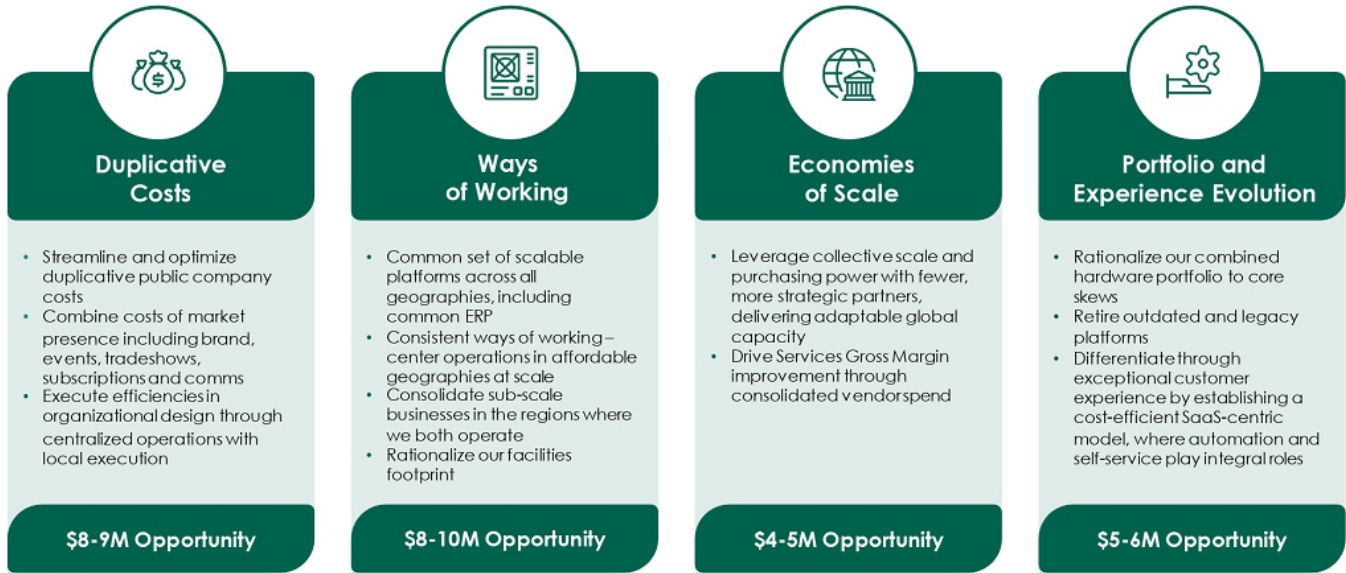 Duplicative
Costs
• Streamline and optimize
duplicative public company
costs
• Combine costs of market
presence including brand,
events, tradeshows,
subscriptions and comms
• Execute efficiencies in
organizational design through
centralized operations with
local execution
$8-9M Opportunity
Ways
of Working
• Common set of scalable
platforms across all
geographies, including
common ERP
• Consistent ways of working –
center operations in affordable
geographies at scale
• Consolidate sub-scale
businesses in the regions where
we both operate
• Rationalize our facilities
footprint
$8-10M Opportunity
Economies
of Scale
• Leverage collective scale and
purchasing power with fewer,
more strategic partners,
delivering adaptable global
capacity
• Drive Services Gross Margin
improvement through
consolidated vendor spend
$4-5M Opportunity
Portfolio and
Experience Evolution
• Rationalize our combined
hardware portfolio to core
skews
• Retire outdated and legacy
platforms
• Differentiate through
exceptional customer
experience by establishing a
cost-efficient SaaS-centric
model, where automation and
self-service play integral roles
$5-6M Opportunity